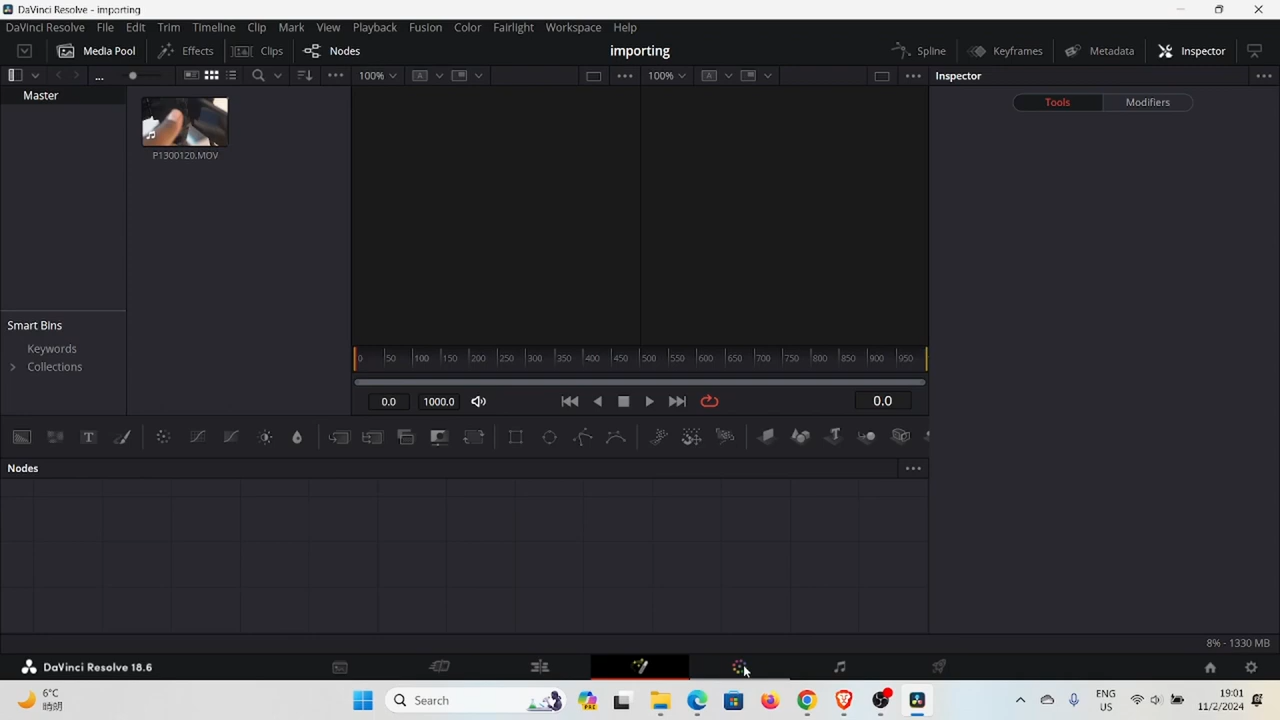 DaVinci Resolve - importing
DaVinci Resolve File Edit Trim Timeline Clip Mark View Playback Fusion Color Fairlight Workspace Help
Media Pool Effects Clips Nodes importing Spline Keyframes Metadata Inspector
... 100% A 100% A Inspector
Master
Tools Modifiers
P1300120.MOV
Smart Bins
Keywords
Collections
0 50 100 150 200 250 300 350 400 450 500 550 600 650 700 750 800 850 900 950
0.0 1000.0 0.0
T
Nodes
8% - 1330 MB
DaVinci Resolve 18.6
6°C
晴朗
Search
PRE
ENG
US
19:01
11/2/2024